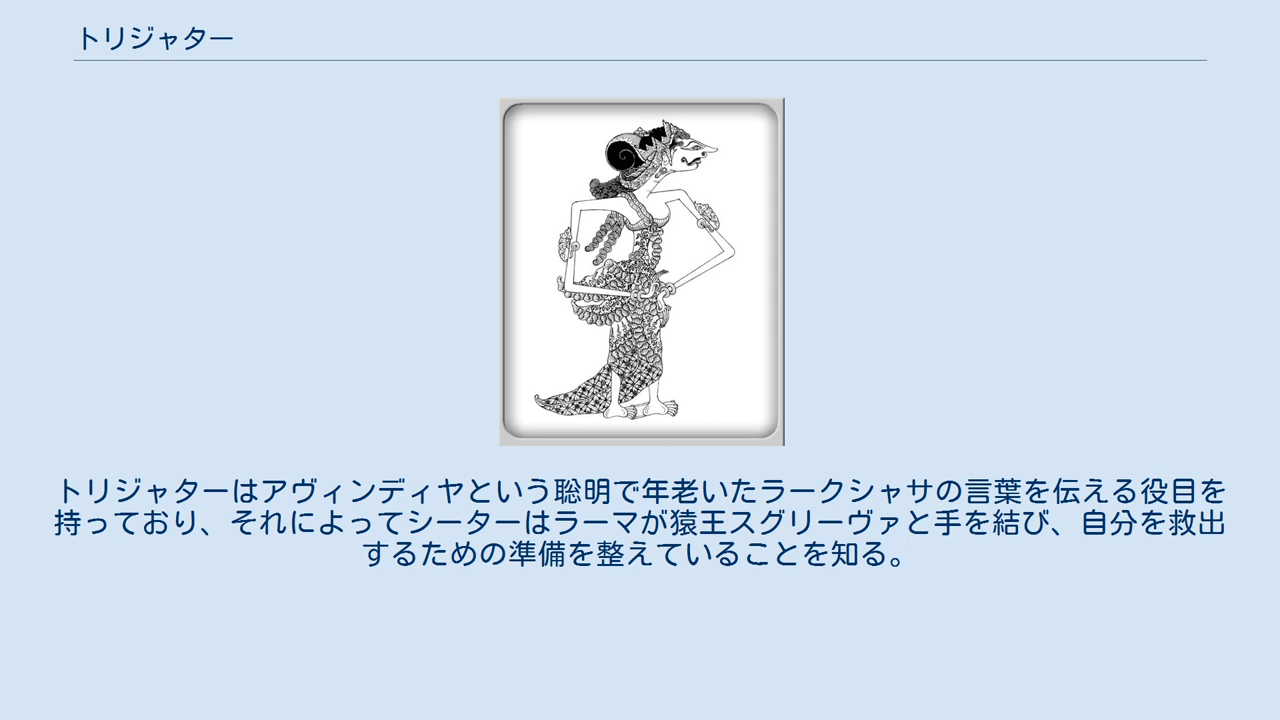 トリジャター
トリジャターはアヴィンディヤという聡明で年老いたラークシャサの言葉を伝える役目を
持っており、それによってシーターはラーマが猿王スグリーヴァと手を結び、自分を救出
するための準備を整えていることを知る。